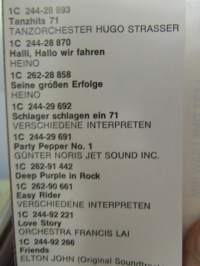 1C 244-28 693
Tanzhits 71
TANZORCHESTER HUGO STRASSER
1C 244-28 870
Halli, Hallo wir fahren
HEINO
1C 262-28 858
Seine großen Erfolge
HEINO
1C 244-29 692
Schlager schlagen ein 71
VERSCHIEDENE INTERPRETEN
1C 244-29 691
Party Pepper No. 1
GÜNTER NORIS JET SOUND INC.
1C 262-91 442
Deep Purple in Rock
1C 262-90 661
Easy Rider
VERSCHIEDENE INTERPRETEN
1C 244-92 221
Love Story
ORCHESTRA FRANCIS LAI
1C 244-92 266
Friends
ELTON JOHN (Original Soundtr